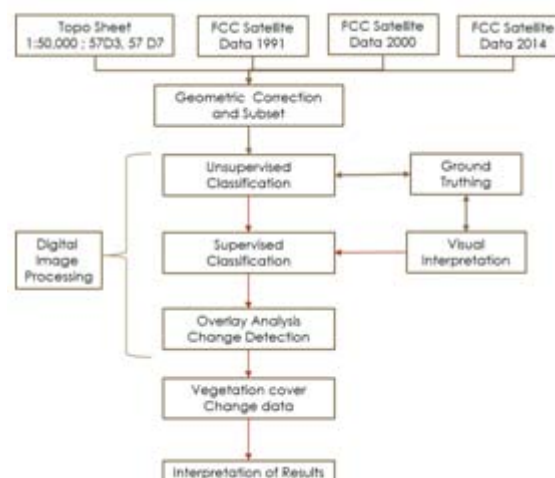 Topo Sheet
1:50,000 ; 57D3, 57 D7
FCC Satellite
Data 1991
FCC Satellite
Data 2000
FCC Satellite
Data 2014
Geometric Correction
and Subset
Unsupervised
Classification
Ground
Truthing
Digital
Image
Processing
Supervised
Classification
Visual
Interpretation
Overlay Analysis
Change Detection
Vegetation cover
Change data
Interpretation of Results